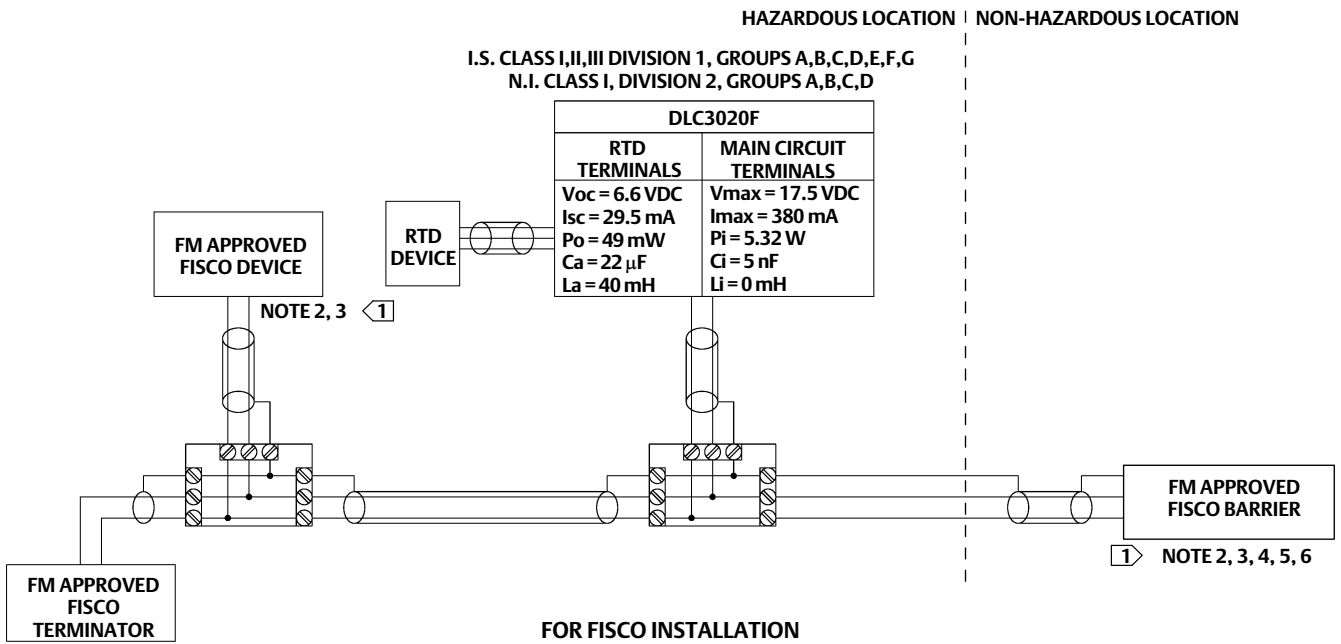 HAZARDOUS LOCATION
NON-HAZARDOUS LOCATION
I.S. CLASS I,II,III DIVISION 1, GROUPS A,B,C,D,E,F,G
N.I. CLASS I, DIVISION 2, GROUPS A,B,C,D
DLC3020F
RTD
TERMINALS
Voc = 6.6 VDC
Isc = 29.5 mA
Po = 49 mW
Ca = 22 μF
La = 40 mH
MAIN CIRCUIT
TERMINALS
Vmax = 17.5 VDC
Imax = 380 mA
Pi = 5.32 W
Ci = 5 nF
Li = 0 mH
RTD
DEVICE
FM APPROVED
FISCO DEVICE
NOTE 2, 3 1
FM APPROVED
FISCO BARRIER
1 NOTE 2, 3, 4, 5, 6
FM APPROVED
FISCO
TERMINATOR
FOR FISCO INSTALLATION